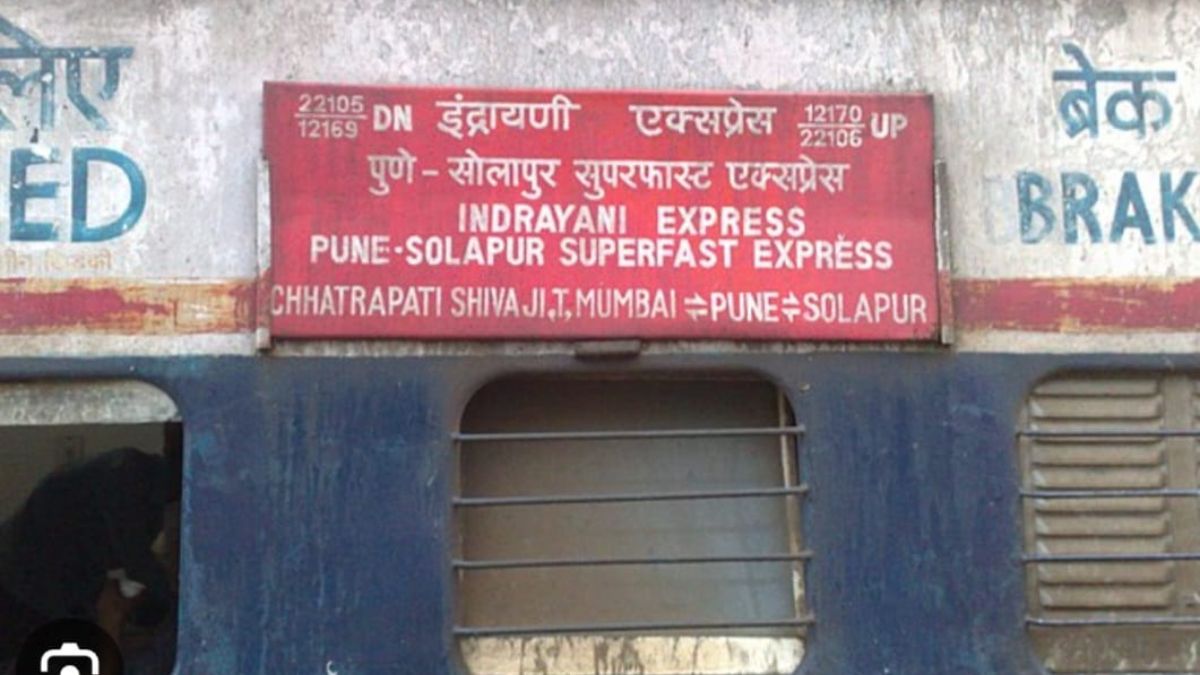 लिए
ED
22105 DN इंद्रायणी एक्सप्रेस 12170 UP
12169 22106
पुणे - सोलापुर सुपरफास्ट एक्सप्रेस
INDRAYANI EXPRESS
PUNE-SOLAPUR SUPERFAST EXPRESS
CHHATRAPATI SHIVAJI,T, MUMBAI ⇌ PUNE ⇌ SOLAPUR
ब्रेक
BRAK